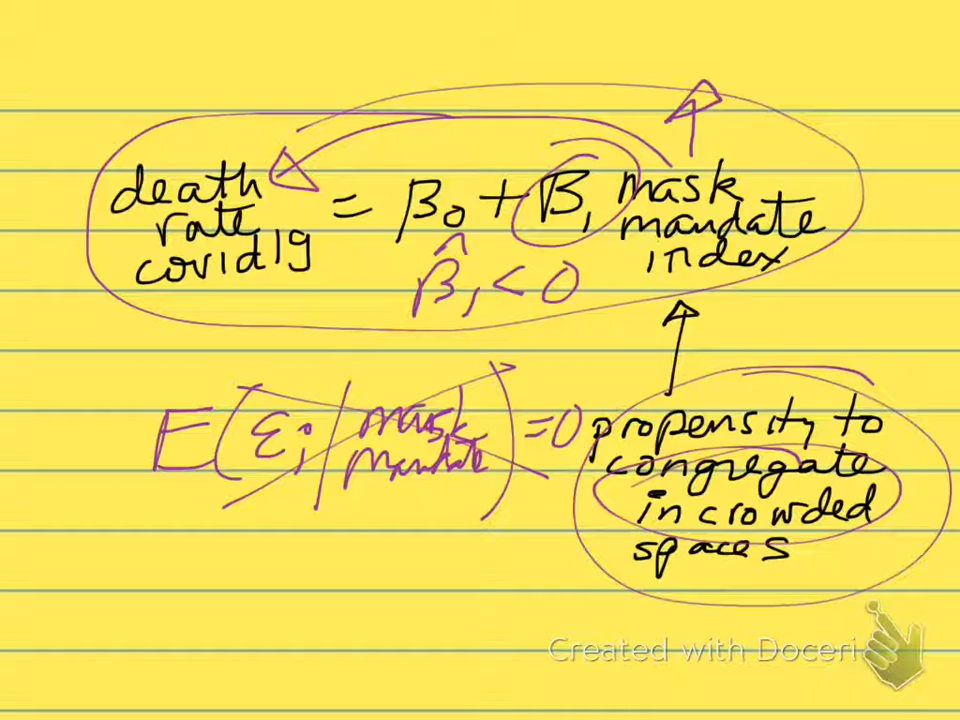 death rate covid19 = β₀ + β₁ mask mandate index
β̂₁ < 0
E(εᵢ | mask mandate) = 0
propensity to
congregate
in crowded
spaces
Created with Doceri